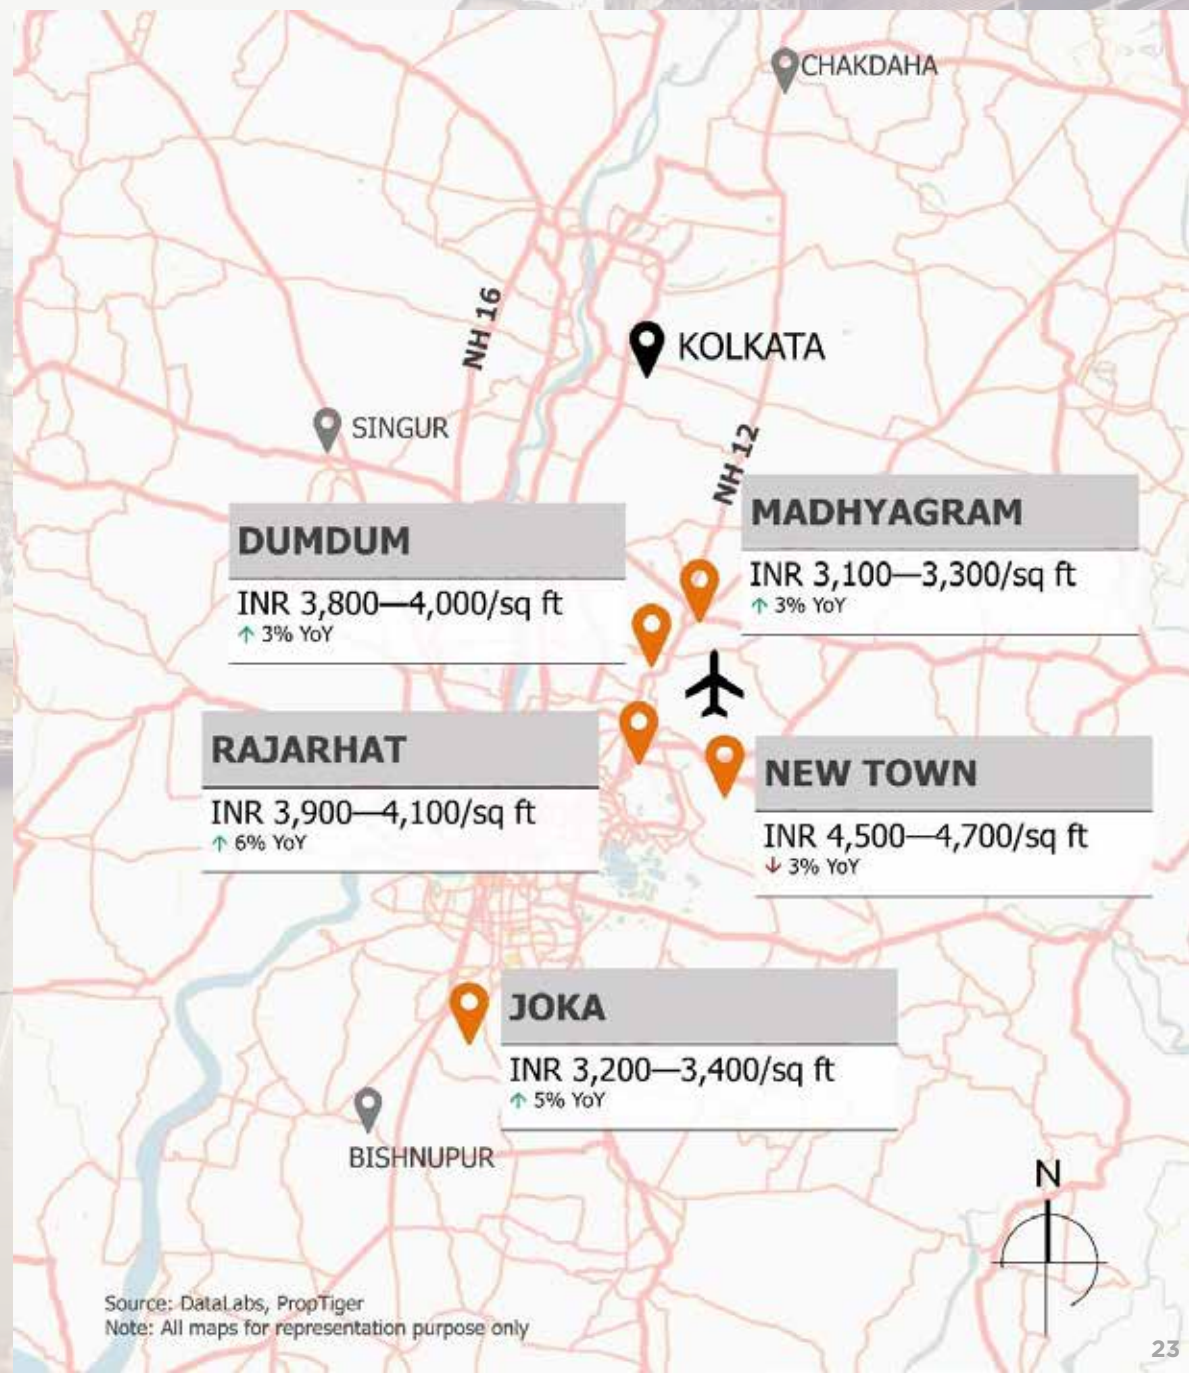 CHAKDAHA
NH 16
KOLKATA
SINGUR
NH 12
DUMDUM
INR 3,800—4,000/sq ft
↑ 3% YoY
MADHYAGRAM
INR 3,100—3,300/sq ft
↑ 3% YoY
RAJARHAT
INR 3,900—4,100/sq ft
↑ 6% YoY
NEW TOWN
INR 4,500—4,700/sq ft
↓ 3% YoY
JOKA
INR 3,200—3,400/sq ft
↑ 5% YoY
BISHNUPUR
N
Source: DataLabs, PropTiger
Note: All maps for representation purpose only
23